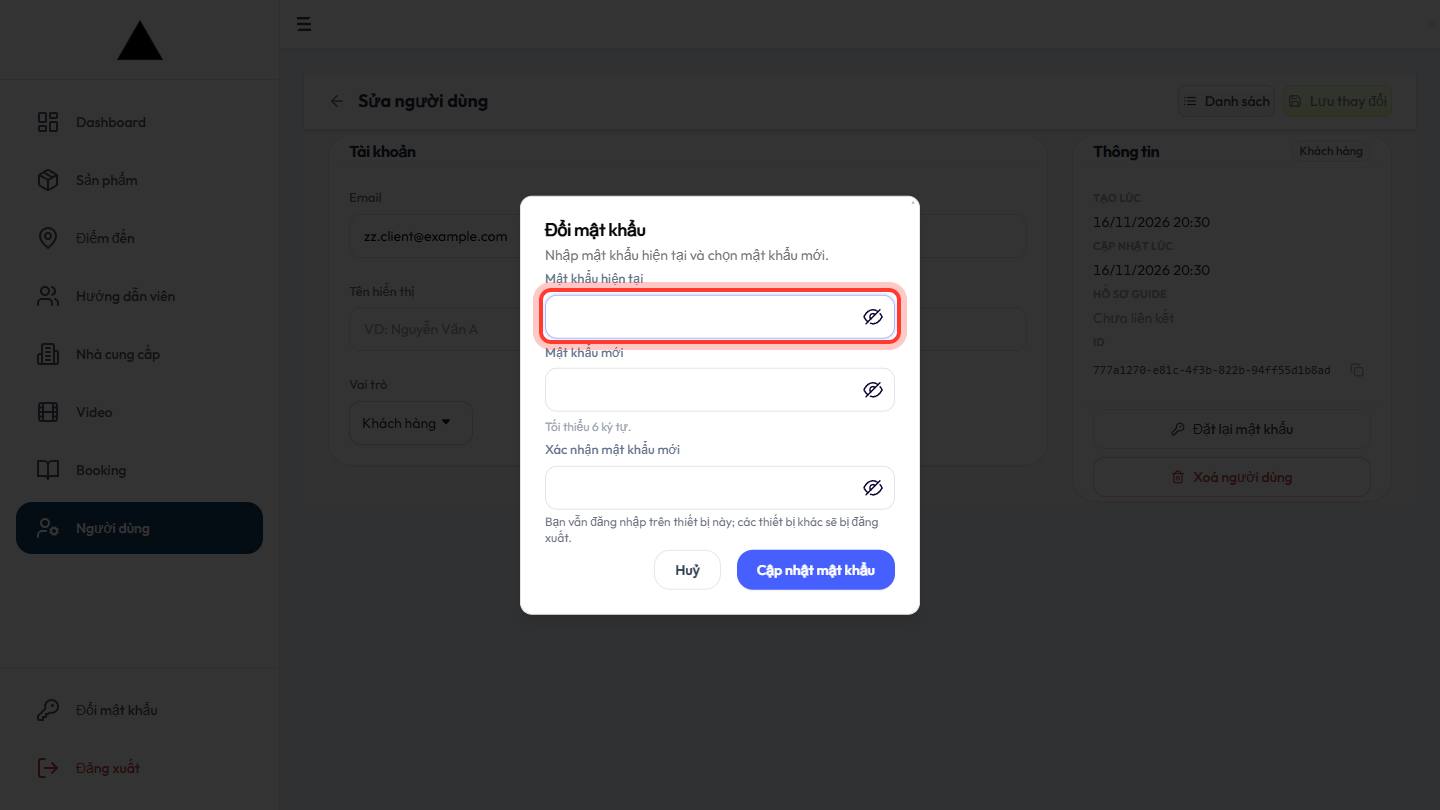 Dashboard
Sản phẩm
Điểm đến
Hướng dẫn viên
Nhà cung cấp
Video
Booking
Người dùng
Đổi mật khẩu
Đăng xuất
Sửa người dùng
Danh sách
Lưu thay đổi
Tài khoản
Email
zz.client@example.com
Tên hiển thị
VD: Nguyễn Văn A
Vai trò
Khách hàng
Thông tin
Khách hàng
TẠO LÚC
16/11/2026 20:30
CẬP NHẬT LÚC
16/11/2026 20:30
HỒ SƠ GUIDE
Chưa liên kết
ID
777a1270-e81c-4f3b-822b-94ff55d1b8ad
Đặt lại mật khẩu
Xoá người dùng
Đổi mật khẩu
Nhập mật khẩu hiện tại và chọn mật khẩu mới.
Mật khẩu hiện tại
Mật khẩu mới
Tối thiểu 6 ký tự.
Xác nhận mật khẩu mới
Bạn vẫn đăng nhập trên thiết bị này; các thiết bị khác sẽ bị đăng
xuất.
Huỷ
Cập nhật mật khẩu